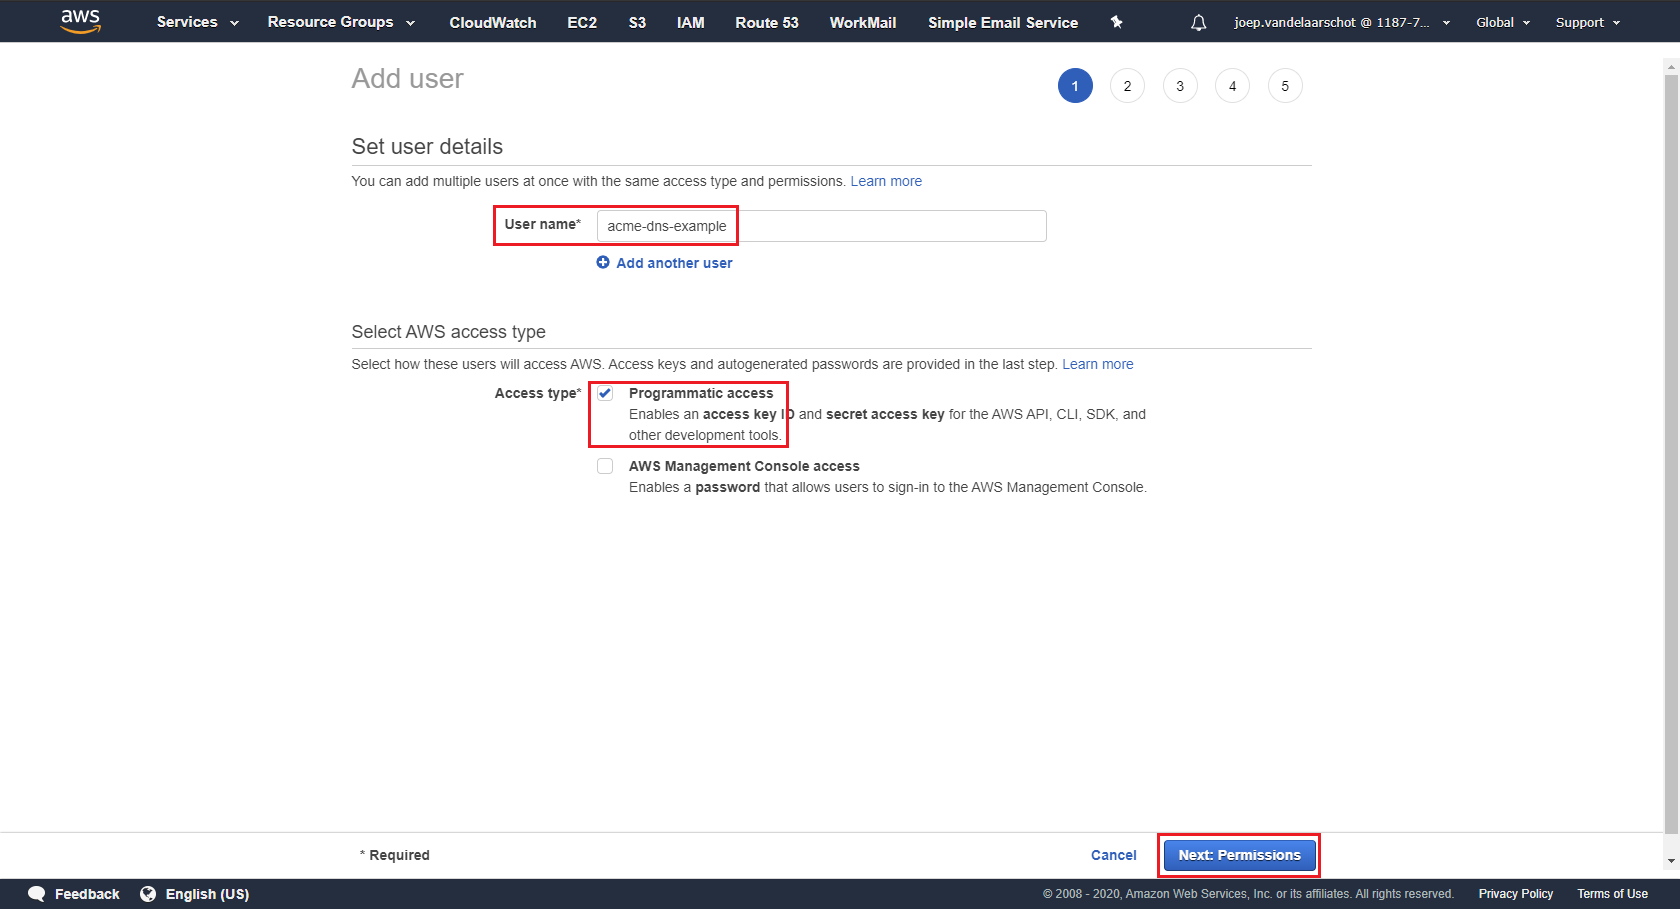 aws Services Resource Groups CloudWatch EC2 S3 IAM Route 53 WorkMail Simple Email Service joep.vandelaarschot @ 1187-7... Global Support
Add user
1 2 3 4 5
Set user details
You can add multiple users at once with the same access type and permissions. Learn more
User name* acme-dns-example
Add another user
Select AWS access type
Select how these users will access AWS. Access keys and autogenerated passwords are provided in the last step. Learn more
Access type* Programmatic access
Enables an access key ID and secret access key for the AWS API, CLI, SDK, and
other development tools.
AWS Management Console access
Enables a password that allows users to sign-in to the AWS Management Console.
* Required Cancel Next: Permissions
Feedback English (US) © 2008 - 2020, Amazon Web Services, Inc. or its affiliates. All rights reserved. Privacy Policy Terms of Use